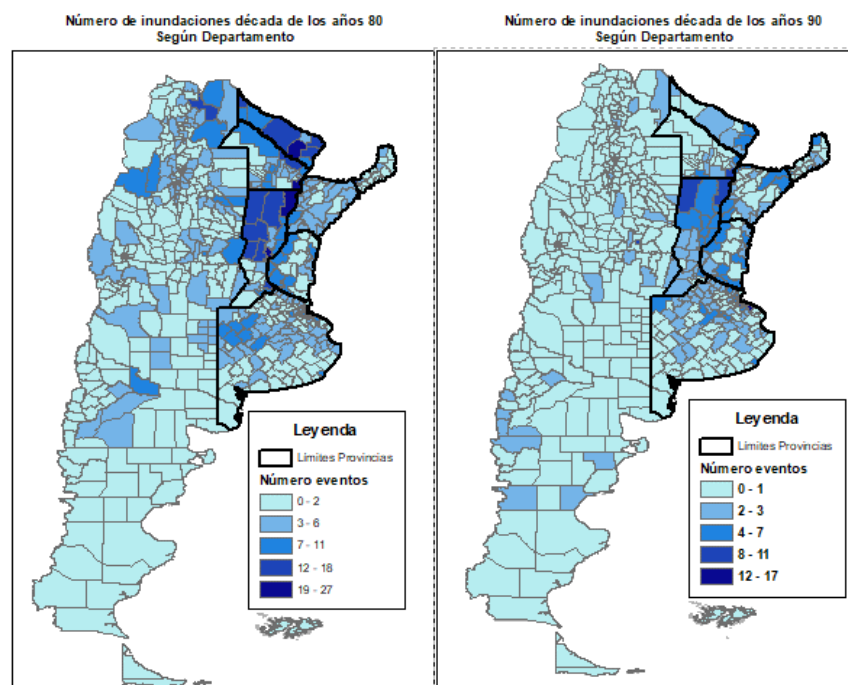 Número de inundaciones década de los años 80
Según Departamento
Número de inundaciones década de los años 90
Según Departamento
Leyenda
Límites Provincias
Número eventos
0 - 2
3 - 6
7 - 11
12 - 18
19 - 27
Leyenda
Límites Provincias
Número eventos
0 - 1
2 - 3
4 - 7
8 - 11
12 - 17